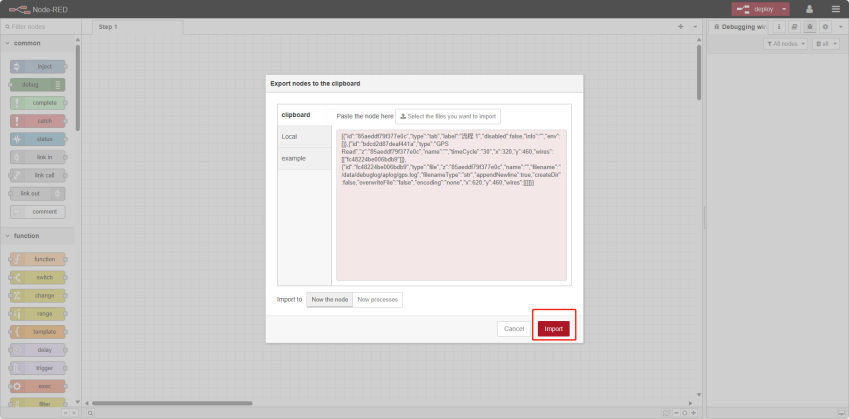 Node-RED
deploy
Filter nodes
Step 1
Debugging win
common
All nodes
all
inject
debug
complete
catch
status
link in
link call
link out
comment
function
function
switch
change
range
template
delay
trigger
exec
filter
Export nodes to the clipboard
clipboard
Local
example
Paste the node here
Select the files you want to import
[{"id":"85aeddf79f377e0c","type":"tab","label":"流程 1","disabled":false,"info":"","env":
[]},{"id":"bdcd2d87deaf441a","type":"GPS
Read","z":"85aeddf79f377e0c","name":"","timeCycle":"30","x":320,"y":460,"wires":
[["fc48224be006bdb9"]]},
{"id":"fc48224be006bdb9","type":"file","z":"85aeddf79f377e0c","name":"","filename":"
/data/debuglog/aplog/gps.log","filenameType":"str","appendNewline":true,"createDir"
:false,"overwriteFile":"false","encoding":"none","x":620,"y":460,"wires":[[]]}]
Import to
Now the node
New processes
Cancel
Import